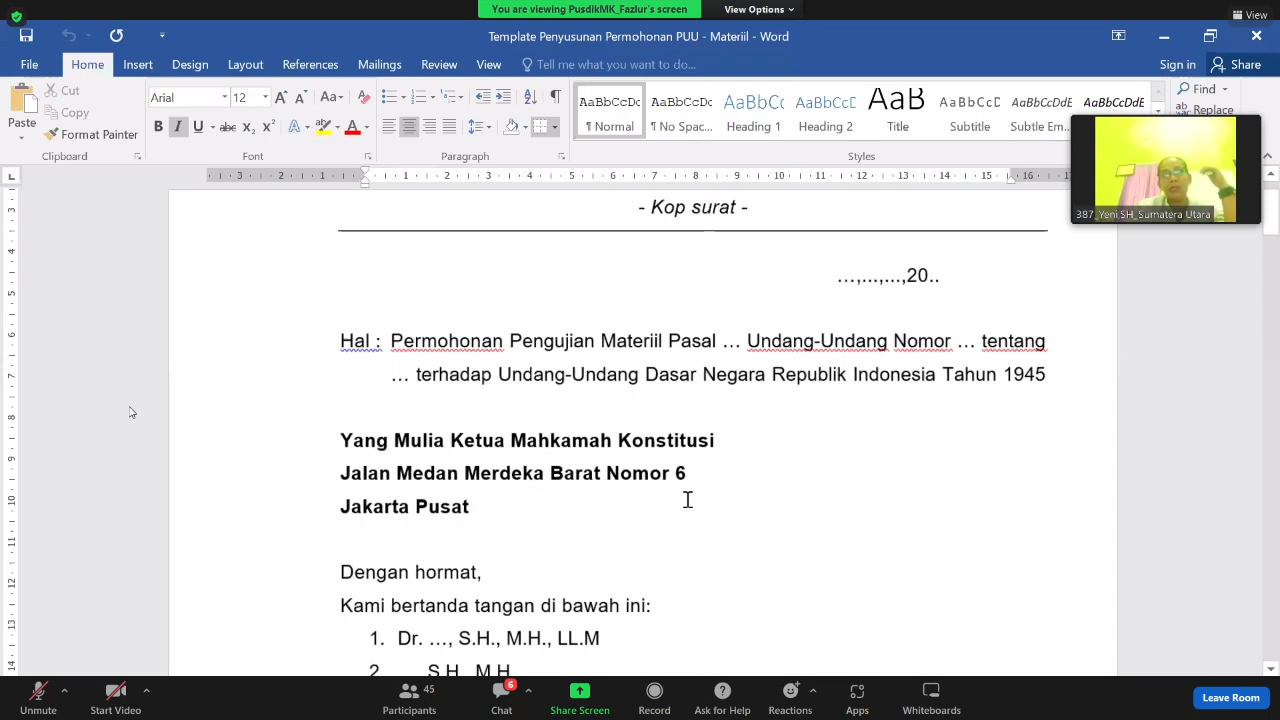 You are viewing PusdikMK_Fazlur's screen
View Options
View
Template Penyusunan Permohonan PUU - Materiil - Word
File
Home
Insert
Design
Layout
References
Mailings
Review
View
Tell me what you want to do...
Sign in
Share
Paste
Cut
Copy
Format Painter
Clipboard
Arial
12
Font
Paragraph
AaBbCcDc
¶ Normal
AaBbCcDc
¶ No Spac...
AaBbCc
Heading 1
AaBbCcD
Heading 2
AaB
Title
AaBbCcD
Subtitle
AaBbCcDd
Subtle Em...
AaBbCcDdE
Styles
Find
Replace
387_Yeni SH_Sumatera Utara
- Kop surat -
…,...,...,20..
Hal : Permohonan Pengujian Materiil Pasal … Undang-Undang Nomor … tentang
… terhadap Undang-Undang Dasar Negara Republik Indonesia Tahun 1945
Yang Mulia Ketua Mahkamah Konstitusi
Jalan Medan Merdeka Barat Nomor 6
Jakarta Pusat
Dengan hormat,
Kami bertanda tangan di bawah ini:
1. Dr. …, S.H., M.H., LL.M
2. S.H., M.H.
Unmute
Start Video
Participants
45
Chat
6
Share Screen
Record
Ask for Help
Reactions
Apps
Whiteboards
Leave Room